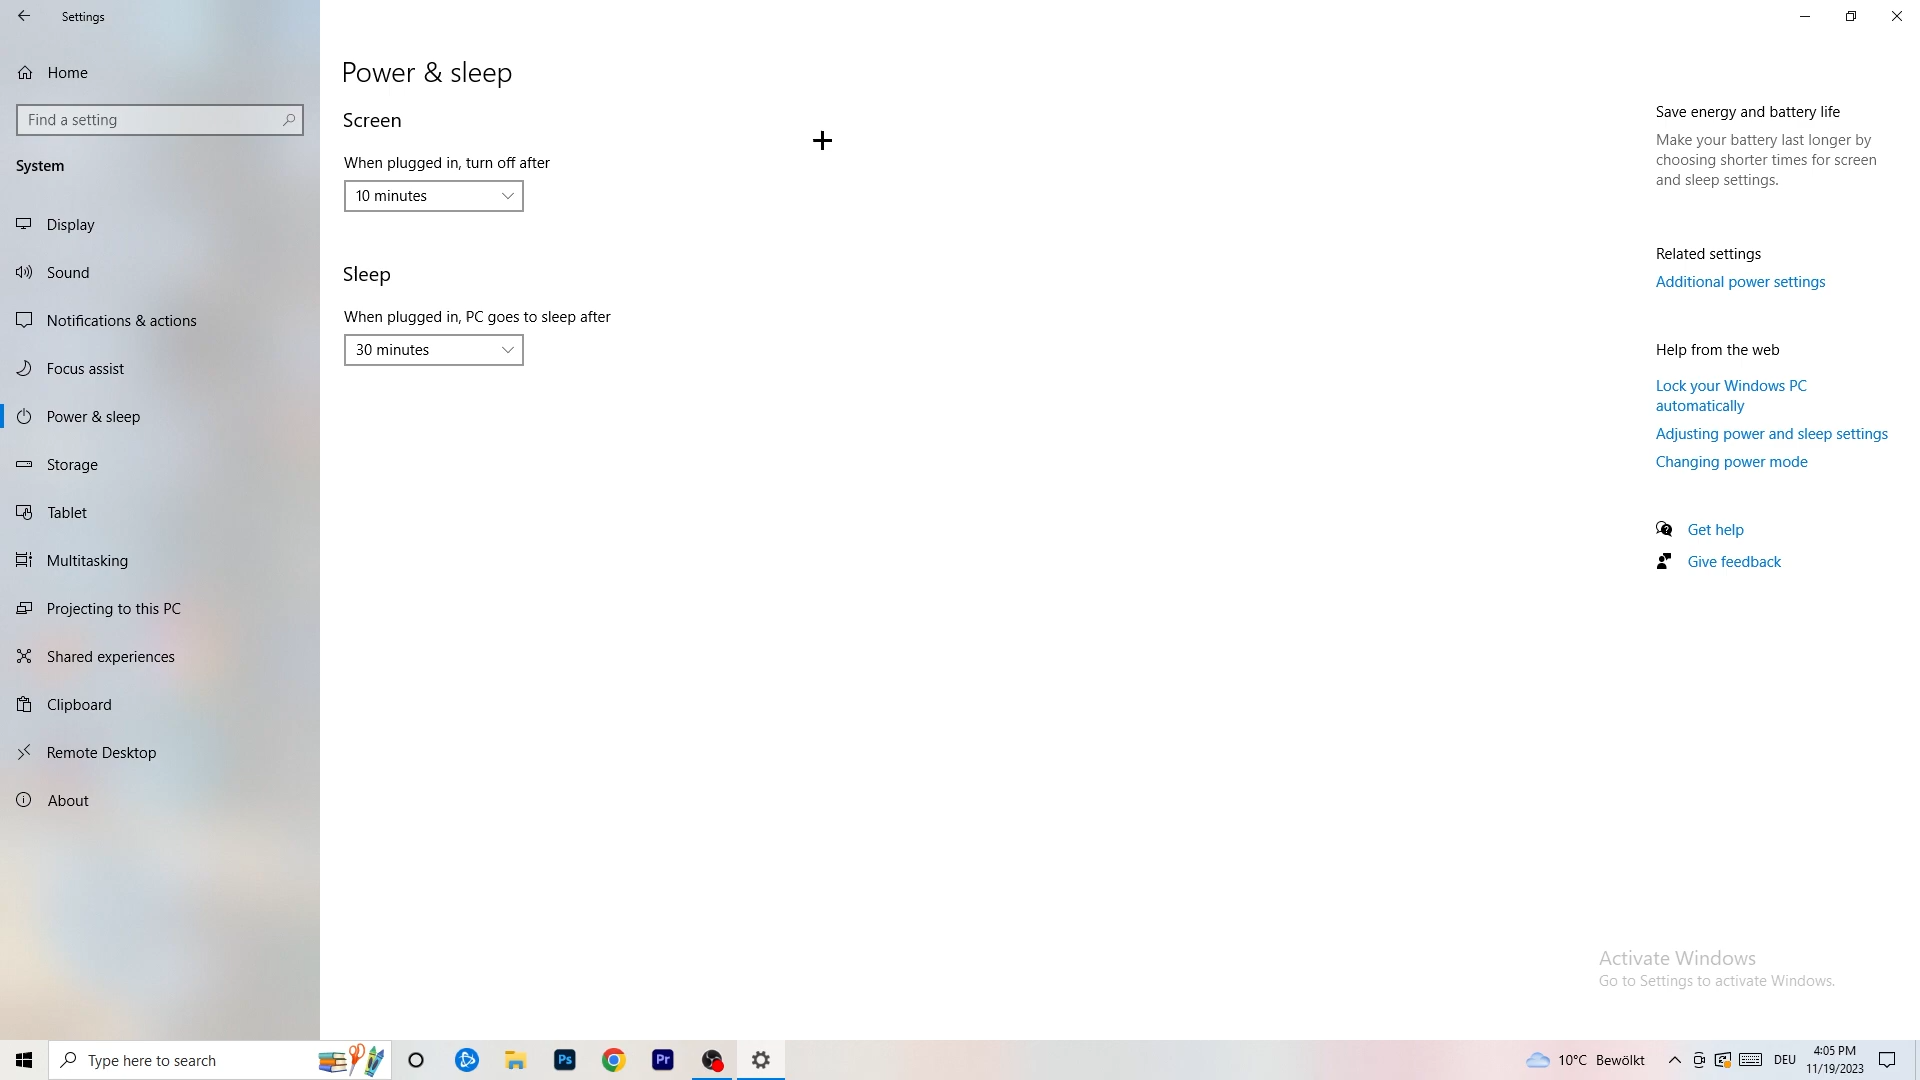 Settings
Home
Find a setting
System
Display
Sound
Notifications & actions
Focus assist
Power & sleep
Storage
Tablet
Multitasking
Projecting to this PC
Shared experiences
Clipboard
Remote Desktop
About
Power & sleep
Screen
When plugged in, turn off after
10 minutes
Sleep
When plugged in, PC goes to sleep after
30 minutes
Save energy and battery life
Make your battery last longer by
choosing shorter times for screen
and sleep settings.
Related settings
Additional power settings
Help from the web
Lock your Windows PC
automatically
Adjusting power and sleep settings
Changing power mode
Get help
Give feedback
Activate Windows
Go to Settings to activate Windows.
Type here to search
Ps
Pr
10°C Bewölkt
DEU
4:05 PM
11/19/2023